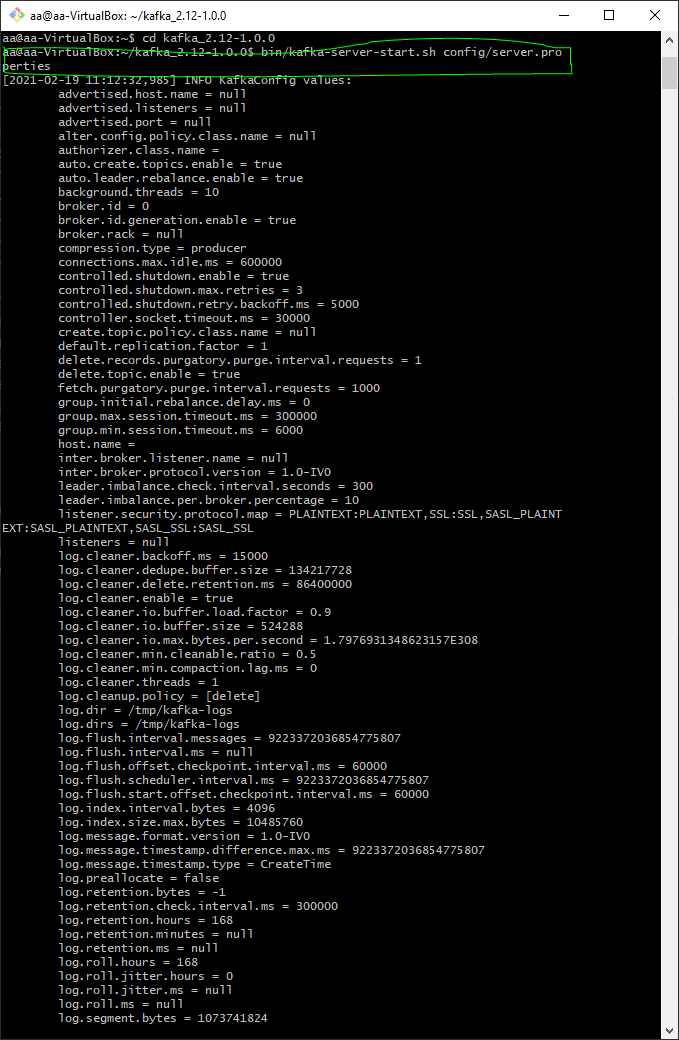 aa@aa-VirtualBox: ~/kafka_2.12-1.0.0
aa@aa-VirtualBox:~$ cd kafka_2.12-1.0.0
aa@aa-VirtualBox:~/kafka_2.12-1.0.0$ bin/kafka-server-start.sh config/server.pro
perties
[2021-02-19 11:12:32,985] INFO KafkaConfig values:
advertised.host.name = null
advertised.listeners = null
advertised.port = null
alter.config.policy.class.name = null
authorizer.class.name =
auto.create.topics.enable = true
auto.leader.rebalance.enable = true
background.threads = 10
broker.id = 0
broker.id.generation.enable = true
broker.rack = null
compression.type = producer
connections.max.idle.ms = 600000
controlled.shutdown.enable = true
controlled.shutdown.max.retries = 3
controlled.shutdown.retry.backoff.ms = 5000
controller.socket.timeout.ms = 30000
create.topic.policy.class.name = null
default.replication.factor = 1
delete.records.purgatory.purge.interval.requests = 1
delete.topic.enable = true
fetch.purgatory.purge.interval.requests = 1000
group.initial.rebalance.delay.ms = 0
group.max.session.timeout.ms = 300000
group.min.session.timeout.ms = 6000
host.name =
inter.broker.listener.name = null
inter.broker.protocol.version = 1.0-IV0
leader.imbalance.check.interval.seconds = 300
leader.imbalance.per.broker.percentage = 10
listener.security.protocol.map = PLAINTEXT:PLAINTEXT,SSL:SSL,SASL_PLAINT
EXT:SASL_PLAINTEXT,SASL_SSL:SASL_SSL
listeners = null
log.cleaner.backoff.ms = 15000
log.cleaner.dedupe.buffer.size = 134217728
log.cleaner.delete.retention.ms = 86400000
log.cleaner.enable = true
log.cleaner.io.buffer.load.factor = 0.9
log.cleaner.io.buffer.size = 524288
log.cleaner.io.max.bytes.per.second = 1.7976931348623157E308
log.cleaner.min.cleanable.ratio = 0.5
log.cleaner.min.compaction.lag.ms = 0
log.cleaner.threads = 1
log.cleanup.policy = [delete]
log.dir = /tmp/kafka-logs
log.dirs = /tmp/kafka-logs
log.flush.interval.messages = 9223372036854775807
log.flush.interval.ms = null
log.flush.offset.checkpoint.interval.ms = 60000
log.flush.scheduler.interval.ms = 9223372036854775807
log.flush.start.offset.checkpoint.interval.ms = 60000
log.index.interval.bytes = 4096
log.index.size.max.bytes = 10485760
log.message.format.version = 1.0-IV0
log.message.timestamp.difference.max.ms = 9223372036854775807
log.message.timestamp.type = CreateTime
log.preallocate = false
log.retention.bytes = -1
log.retention.check.interval.ms = 300000
log.retention.hours = 168
log.retention.minutes = null
log.retention.ms = null
log.roll.hours = 168
log.roll.jitter.hours = 0
log.roll.jitter.ms = null
log.roll.ms = null
log.segment.bytes = 1073741824